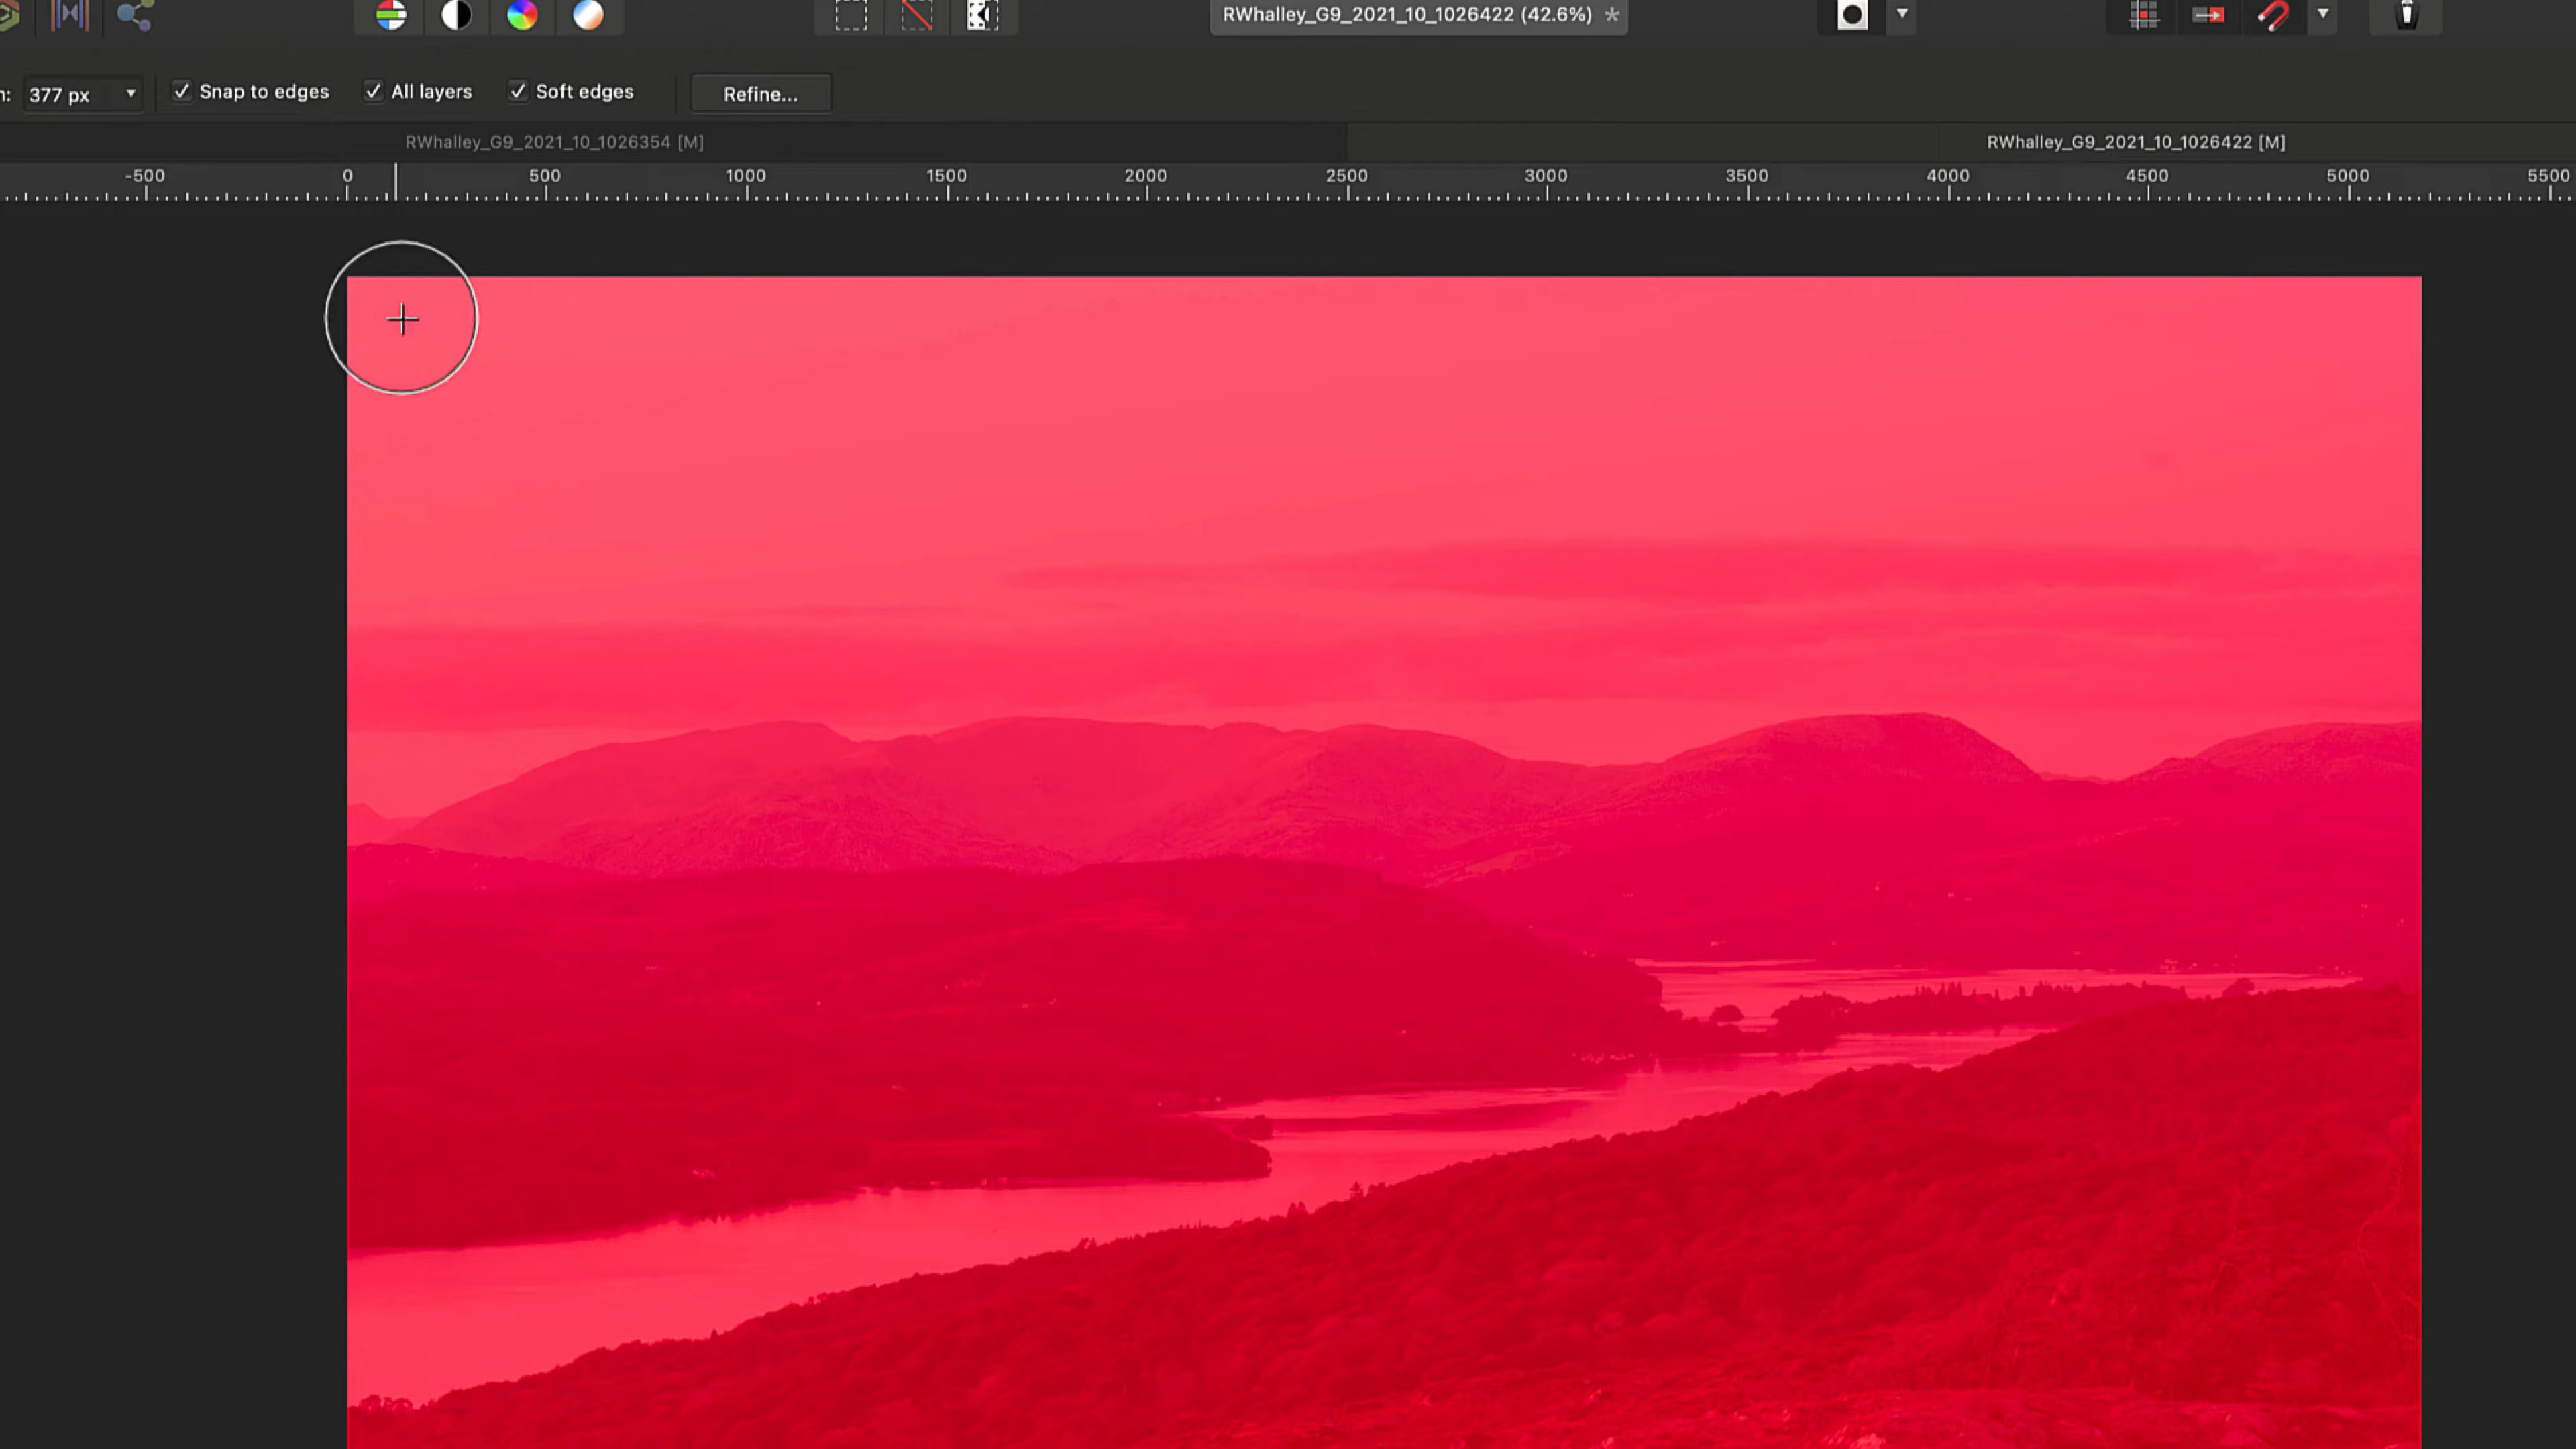 RWhalley_G9_2021_10_1026422 (42.6%) *
377 px Snap to edges All layers Soft edges Refine...
RWhalley_G9_2021_10_1026354 [M] RWhalley_G9_2021_10_1026422 [M]
-500 0 500 1000 1500 2000 2500 3000 3500 4000 4500 5000 5500